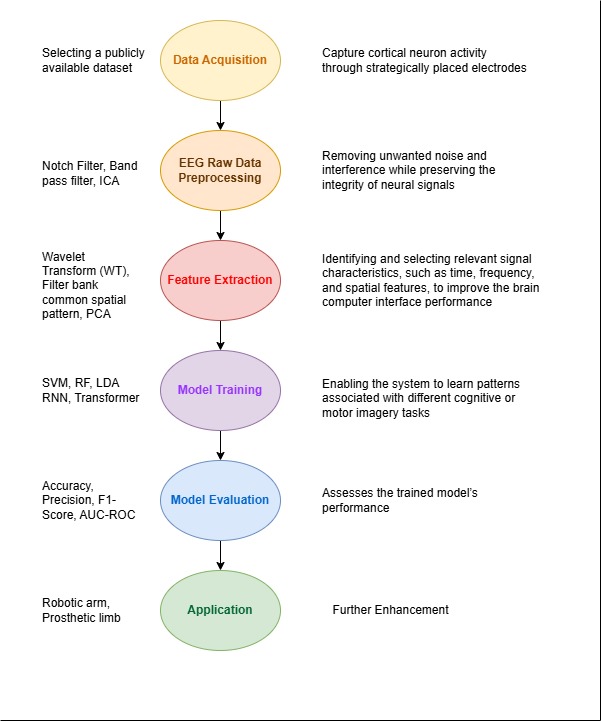 Selecting a publicly
available dataset
Data Acquisition
Capture cortical neuron activity
through strategically placed electrodes
Notch Filter, Band
pass filter, ICA
EEG Raw Data
Preprocessing
Removing unwanted noise and
interference while preserving the
integrity of neural signals
Wavelet
Transform (WT),
Filter bank
common spatial
pattern, PCA
Feature Extraction
Identifying and selecting relevant signal
characteristics, such as time, frequency,
and spatial features, to improve the brain
computer interface performance
SVM, RF, LDA
RNN, Transformer
Model Training
Enabling the system to learn patterns
associated with different cognitive or
motor imagery tasks
Accuracy,
Precision, F1-
Score, AUC-ROC
Model Evaluation
Assesses the trained model's
performance
Robotic arm,
Prosthetic limb
Application
Further Enhancement